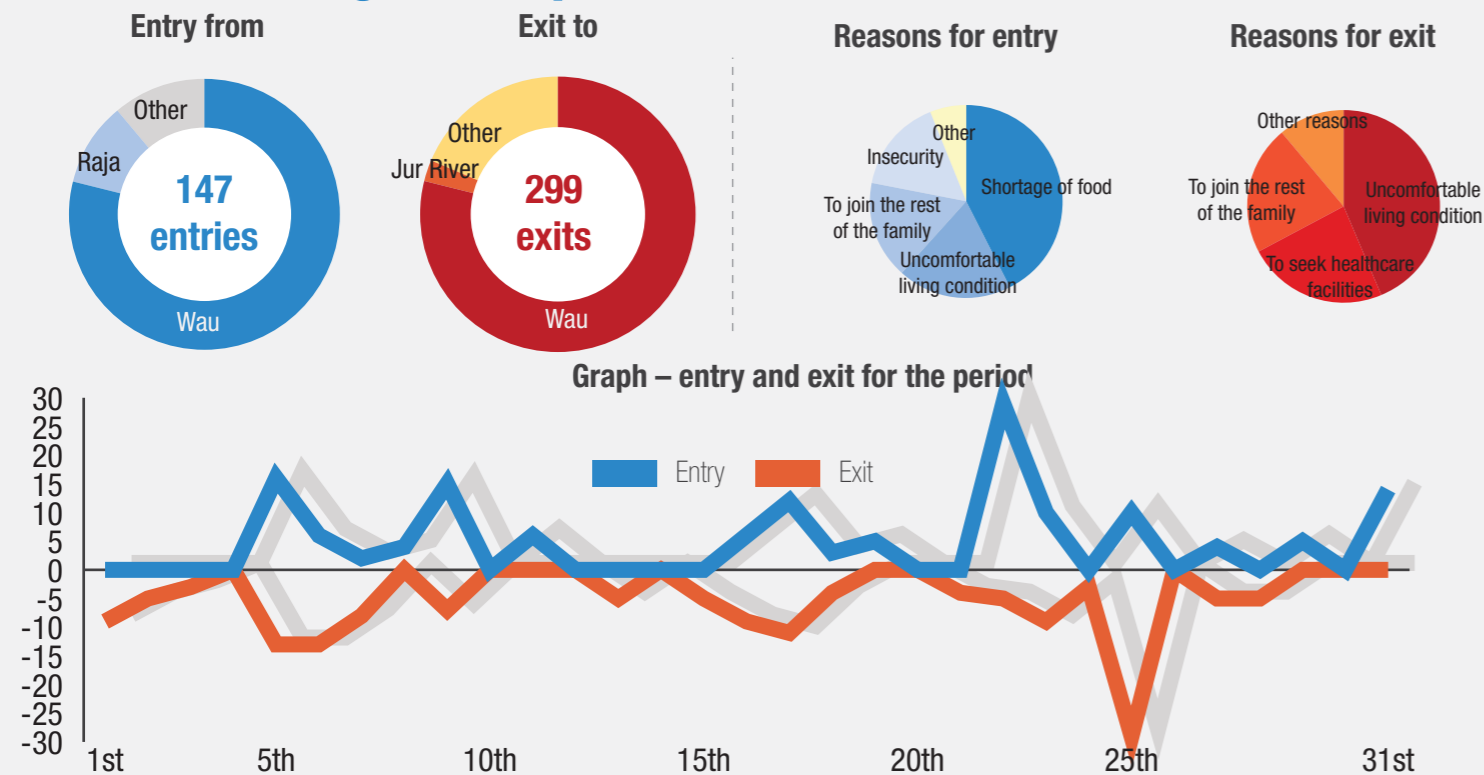 Entry from
Other
Raja
147
entries
Wau
Exit to
Other
Jur River
299
exits
Wau
Reasons for entry
Other
Insecurity
Shortage of food
To join the rest
of the family
Uncomfortable
living condition
Reasons for exit
Other reasons
To join the rest
of the family
Uncomfortable
living condition
To seek healthcare
facilities
Graph – entry and exit for the period
Entry
Exit
30
25
20
15
10
5
0
-5
-10
-15
-20
-25
-30
1st
5th
10th
15th
20th
25th
31st